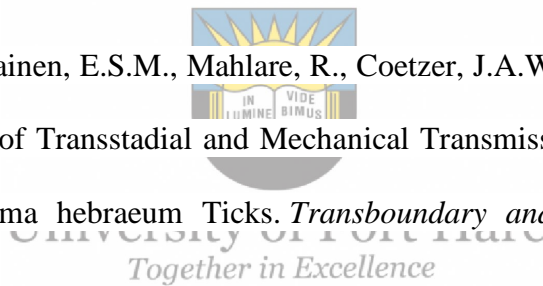 ainen, E.S.M., Mahlare, R., Coetzer, J.A.W
IN VIDE
LUMINE BIMUS
of Transstadial and Mechanical Transmiss
ma hebraeum Ticks. Transboundary and
University of Fort Hare
Together in Excellence